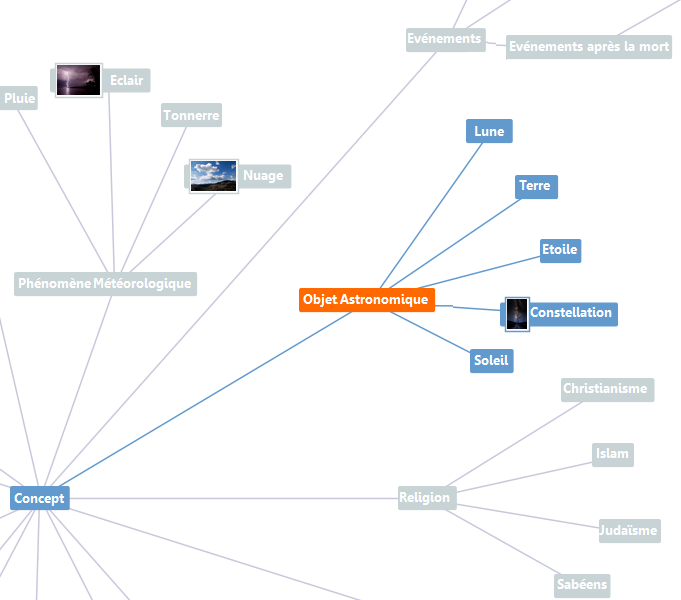 Evénements
Evénements après la mort
Eclair
Pluie
Tonnerre
Lune
Nuage
Terre
Etoile
Phénomène Météorologique
Objet Astronomique
Constellation
Soleil
Christianisme
Islam
Concept
Religion
Judaïsme
Sabéens